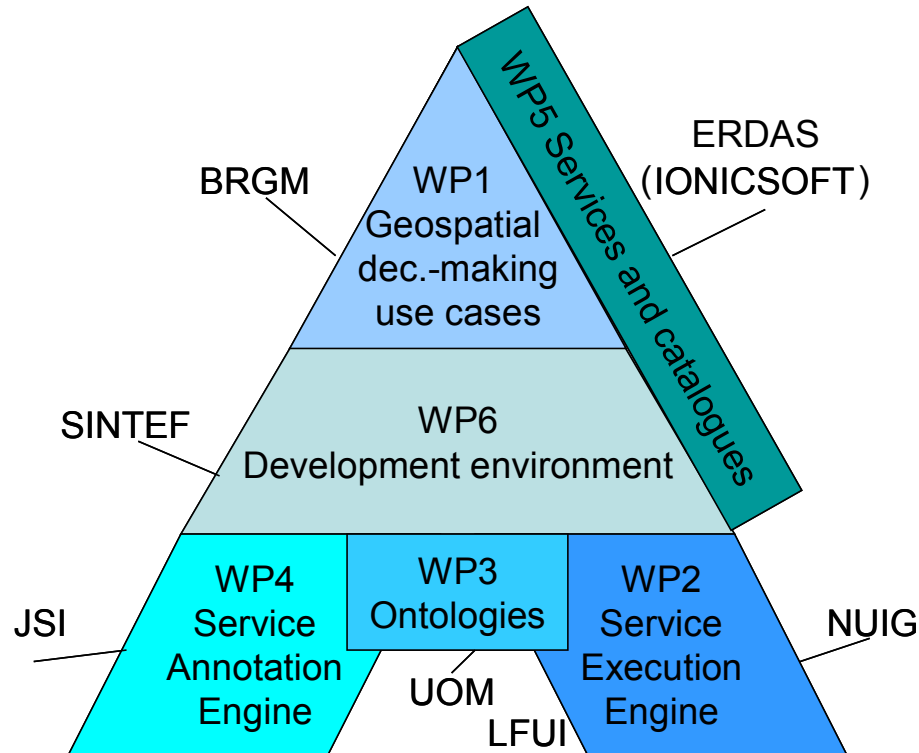 WP5 Services and catalogues
ERDAS
(IONICSOFT)
BRGM
WP1
Geospatial
dec.-making
use cases
SINTEF
WP6
Development environment
JSI
WP4
Service
Annotation
Engine
WP3
Ontologies
UOM
LFUI
WP2
Service
Execution
Engine
NUIG